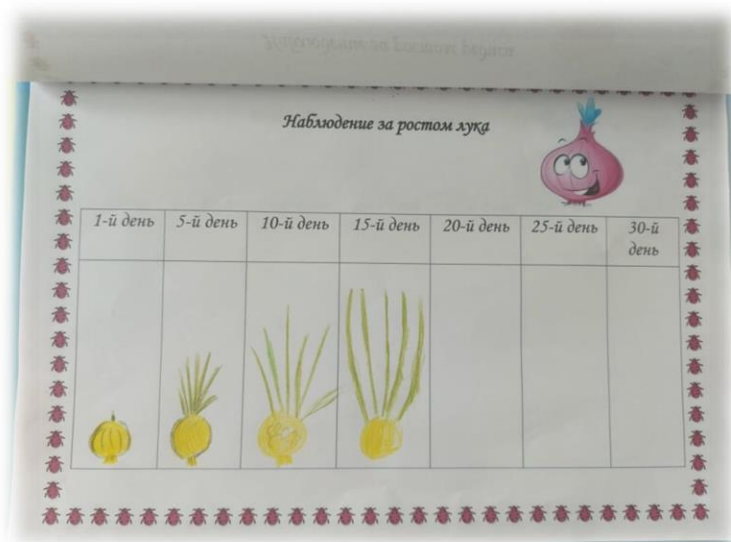 Наблюдение за ростом лука
1-й день 5-й день 10-й день 15-й день 20-й день 25-й день 30-й день